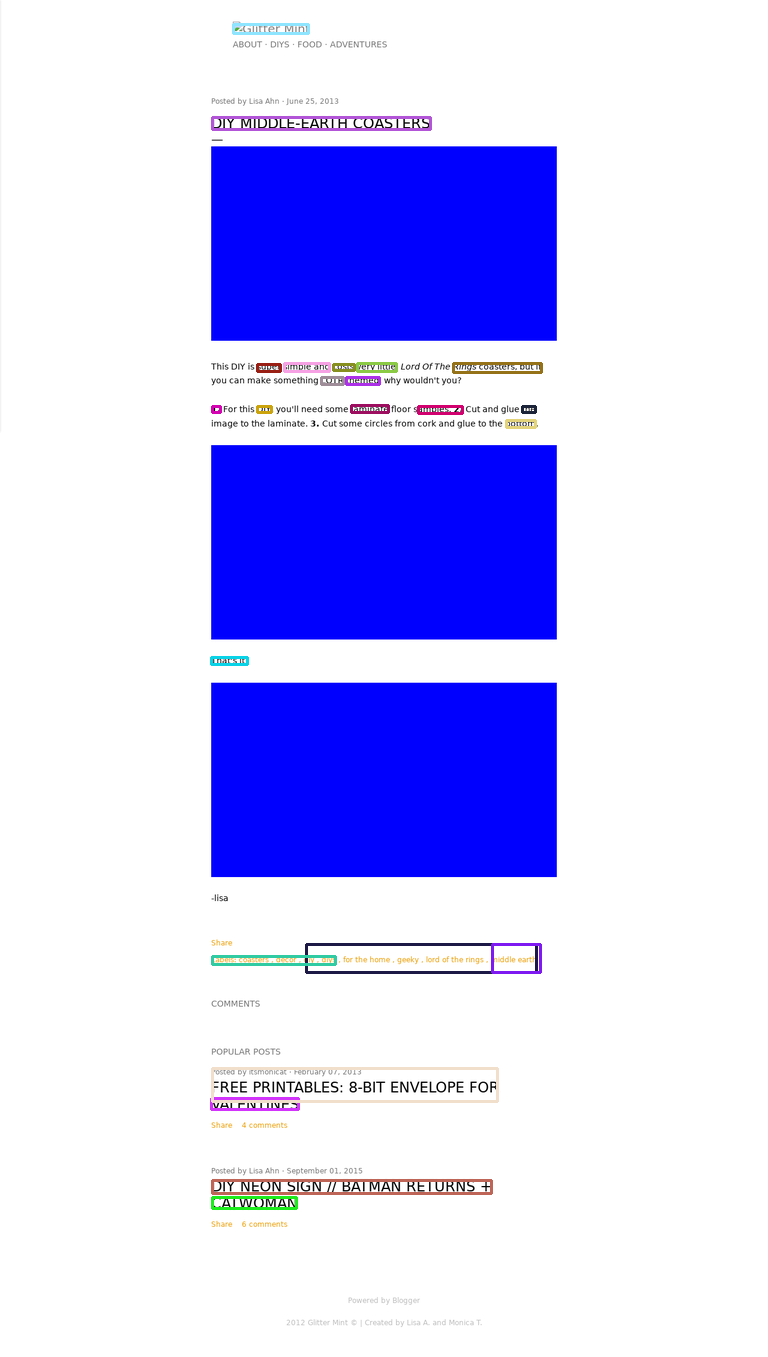 Glitter Mint
ABOUT · DIYS · FOOD · ADVENTURES
Posted by Lisa Ahn - June 25, 2013
DIY MIDDLE-EARTH COASTERS
—
This DIY is super simple and costs very little. Lord Of The Rings coasters, but if
you can make something LOTR themed why wouldn't you?
For this DIY you'll need some laminate floor samples. 2. Cut and glue the
image to the laminate. 3. Cut some circles from cork and glue to the bottom.
That's it!
-lisa
Share
Labels: coasters , decor , diy , diys , for the home , geeky , lord of the rings , middle earth
COMMENTS
POPULAR POSTS
Posted by itsmonicat - February 07, 2013
FREE PRINTABLES: 8-BIT ENVELOPE FOR
VALENTINES
Share 4 comments
Posted by Lisa Ahn - September 01, 2015
DIY NEON SIGN // BATMAN RETURNS +
CATWOMAN
Share 6 comments
Powered by Blogger
2012 Glitter Mint © | Created by Lisa A. and Monica T.